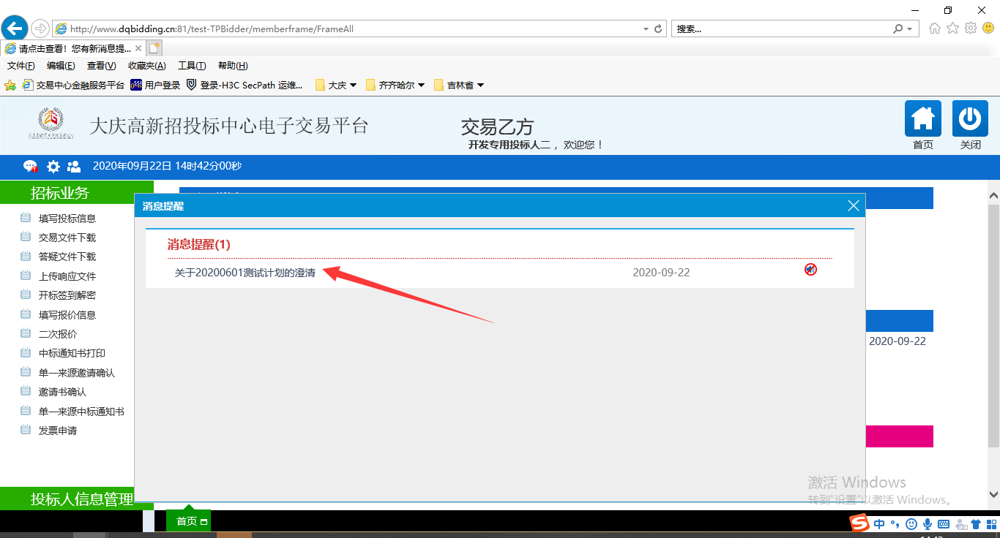 http://www.dqbidding.cn:81/test-TPBidder/memberframe/FrameAll
搜索...
请点击查看！您有新消息提...
文件(F) 编辑(E) 查看(V) 收藏夹(A) 工具(T) 帮助(H)
交易中心金融服务平台 用户登录 登录-H3C SecPath 运维... 大庆 齐齐哈尔 吉林省
大庆高新招投标中心电子交易平台
交易乙方
开发专用投标人二 ，欢迎您！
首页 关闭
2020年09月22日 14时42分00秒
招标业务
填写投标信息
交易文件下载
答疑文件下载
上传响应文件
开标签到解密
填写报价信息
二次报价
中标通知书打印
单一来源邀请确认
邀请书确认
单一来源中标通知书
发票申请
投标人信息管理
消息提醒
消息提醒(1)
关于20200601测试计划的澄清 2020-09-22
2020-09-22
激活 Windows
转到"设置"以激活 Windows。
首页
中